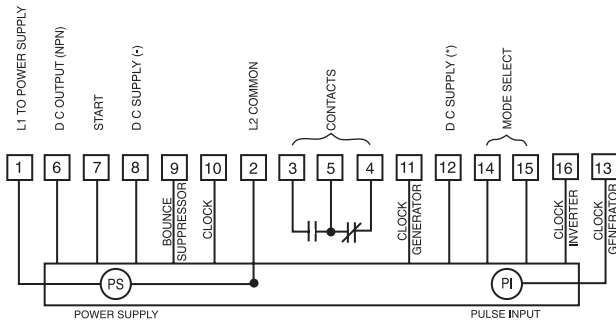 L1 TO POWER SUPPLY
D C OUTPUT (NPN)
START
D C SUPPLY (-)
L2 COMMON
CONTACTS
D C SUPPLY (*)
MODE SELECT
1
6
7
8
9
10
2
3
5
4
11
12
14
15
16
13
BOUNCE
SUPPRESSOR
CLOCK
CLOCK
GENERATOR
CLOCK
INVERTER
CLOCK
GENERATOR
PS
PI
POWER SUPPLY
PULSE INPUT